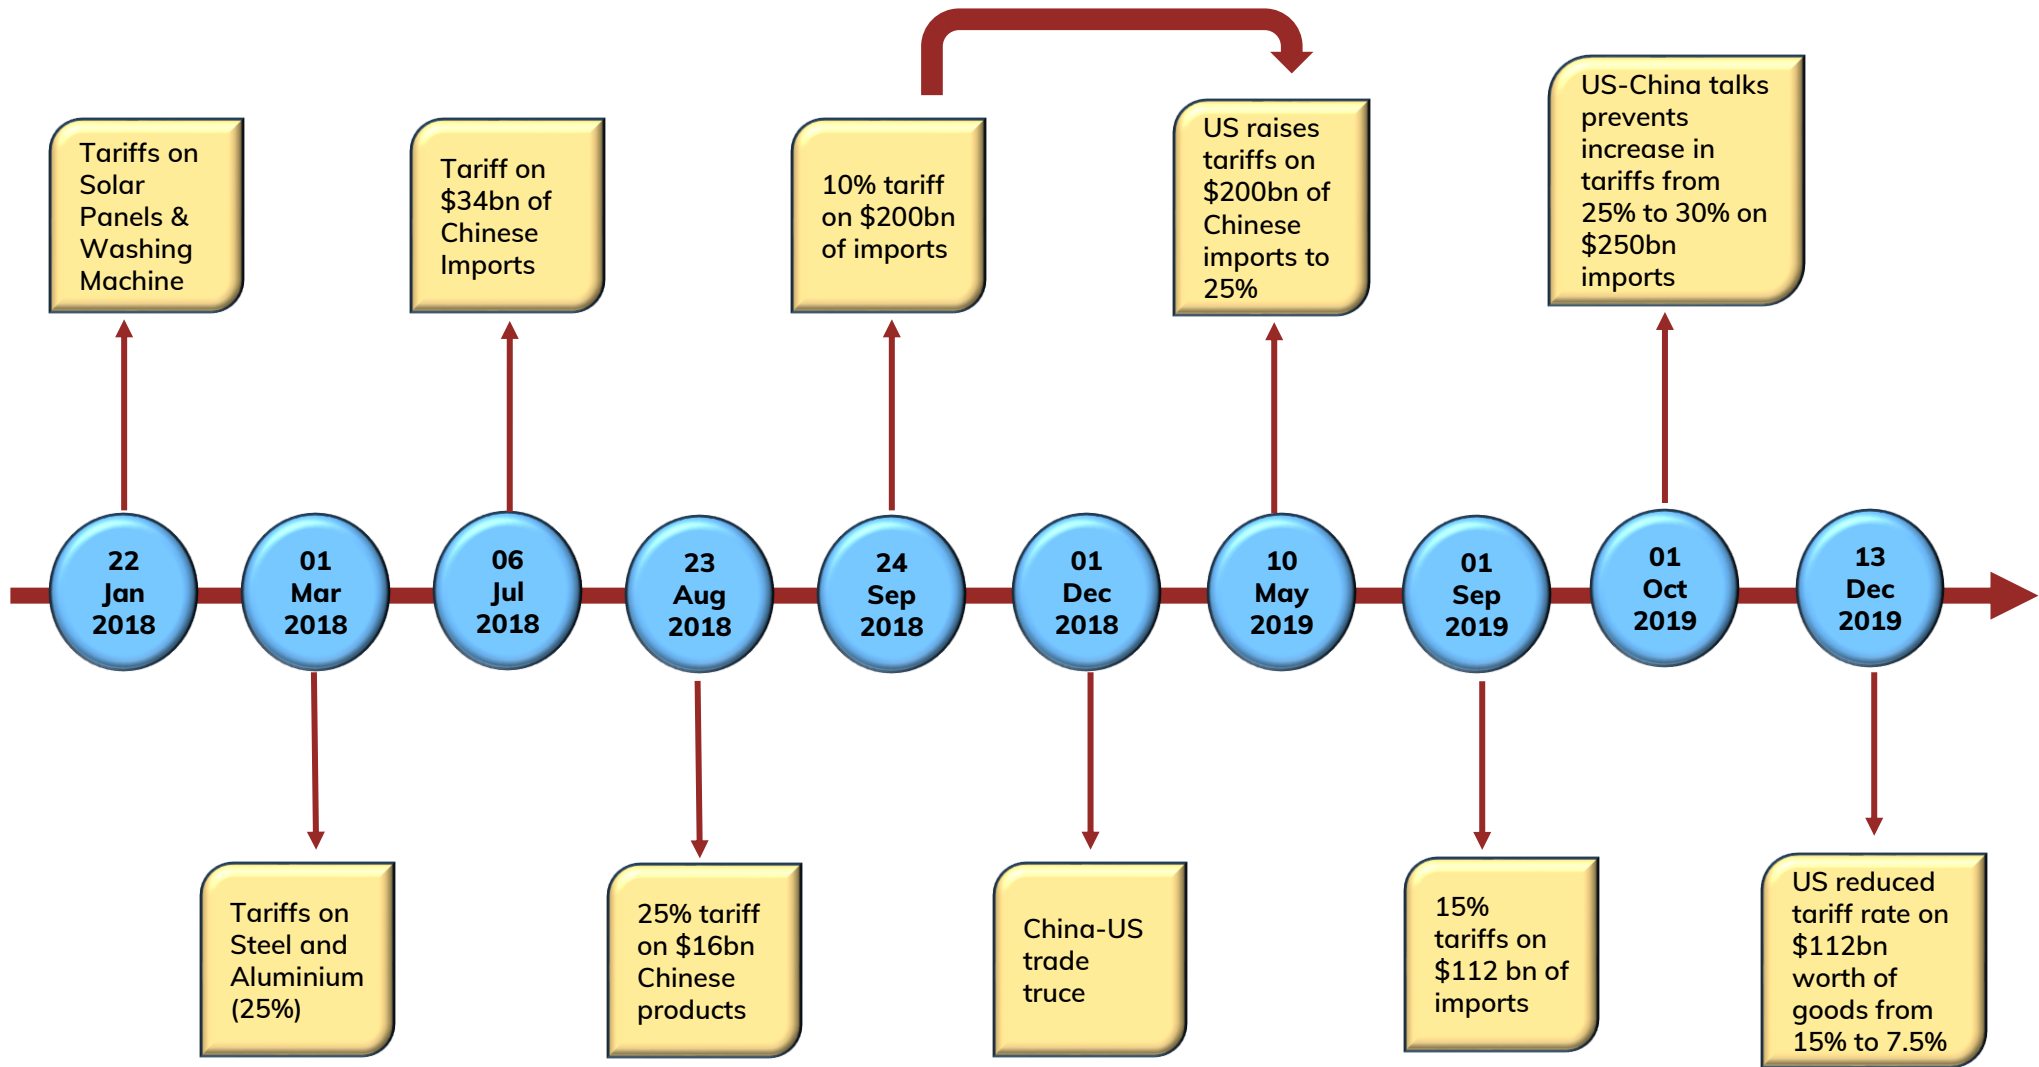 Tariffs on
Solar
Panels &
Washing
Machine
Tariff on
$34bn of
Chinese
Imports
10% tariff
on $200bn
of imports
US raises
tariffs on
$200bn of
Chinese
imports to
25%
US-China talks
prevents
increase in
tariffs from
25% to 30% on
$250bn
imports
22
Jan
2018
01
Mar
2018
06
Jul
2018
23
Aug
2018
24
Sep
2018
01
Dec
2018
10
May
2019
01
Sep
2019
01
Oct
2019
13
Dec
2019
Tariffs on
Steel and
Aluminium
(25%)
25% tariff
on $16bn
Chinese
products
China-US
trade
truce
15%
tariffs on
$112 bn of
imports
US reduced
tariff rate on
$112bn
worth of
goods from
15% to 7.5%